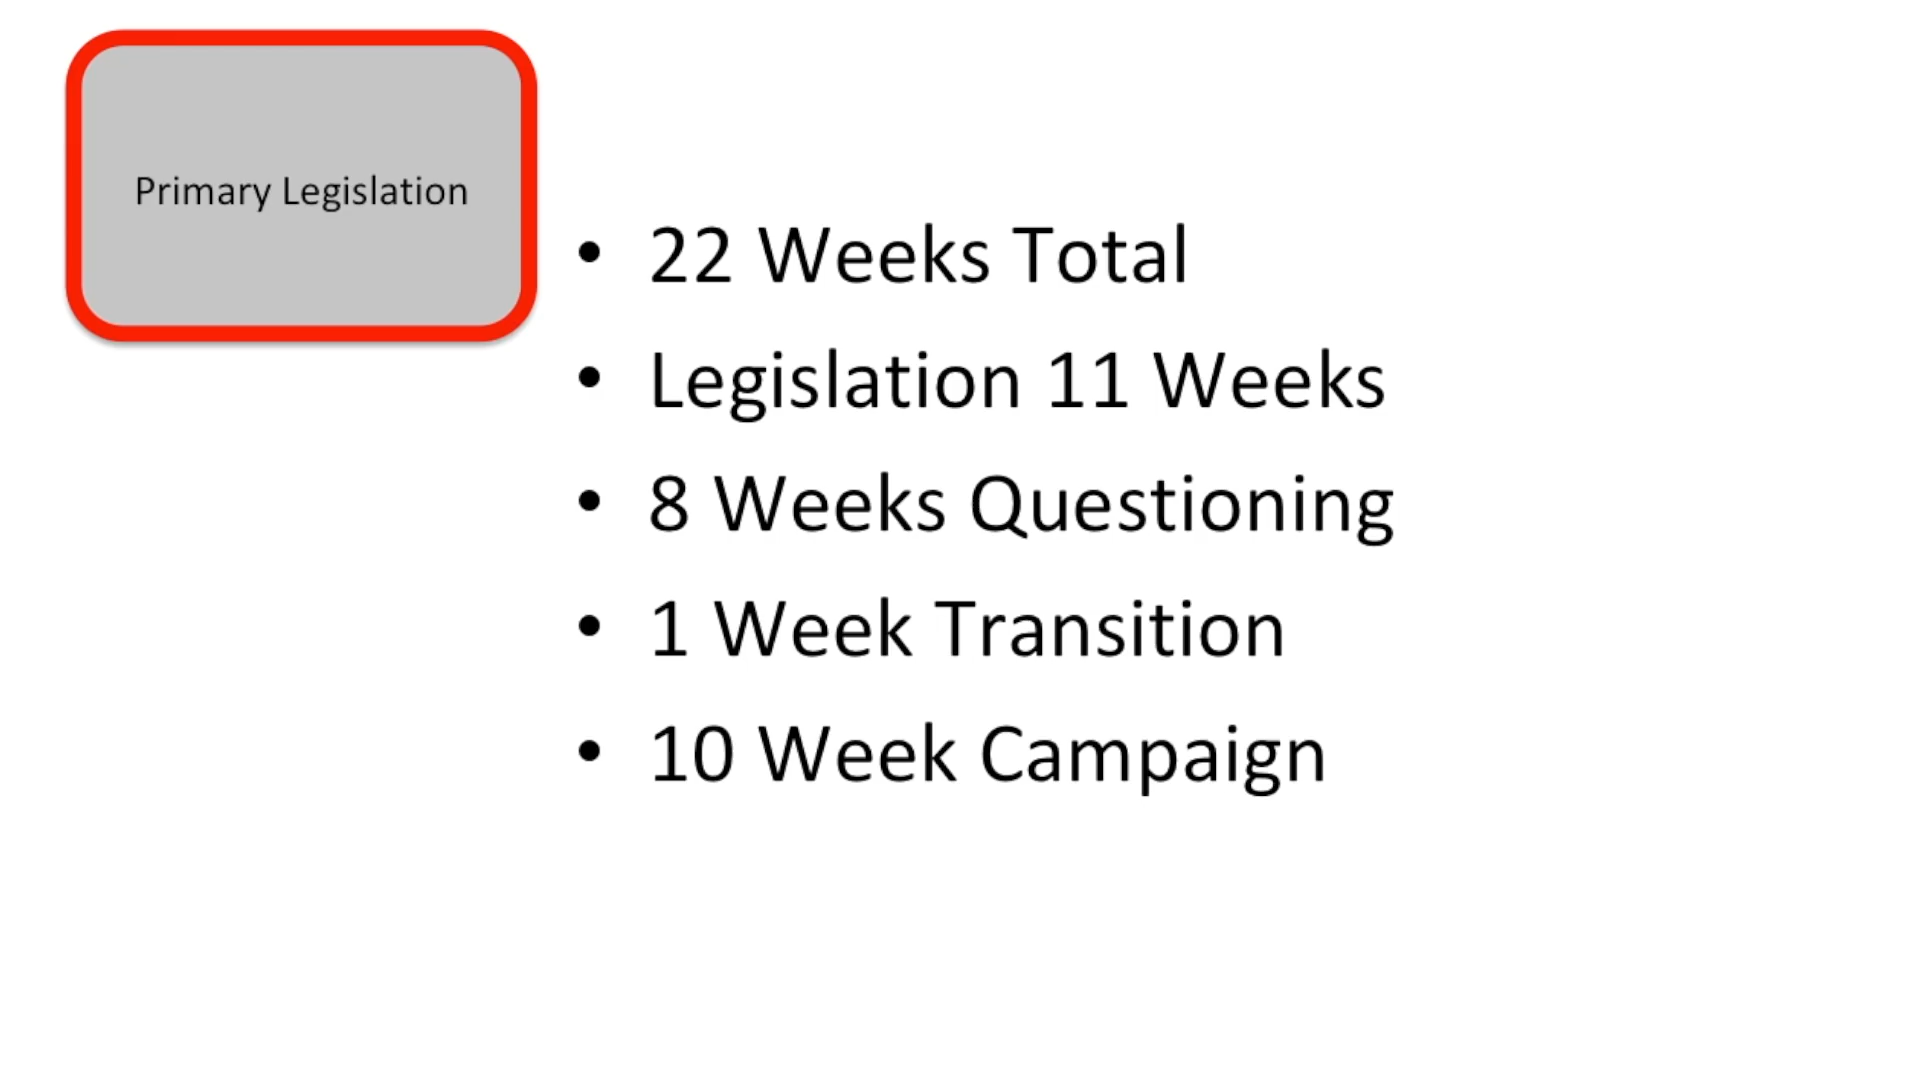 Primary Legislation
• 22 Weeks Total
• Legislation 11 Weeks
• 8 Weeks Questioning
• 1 Week Transition
• 10 Week Campaign